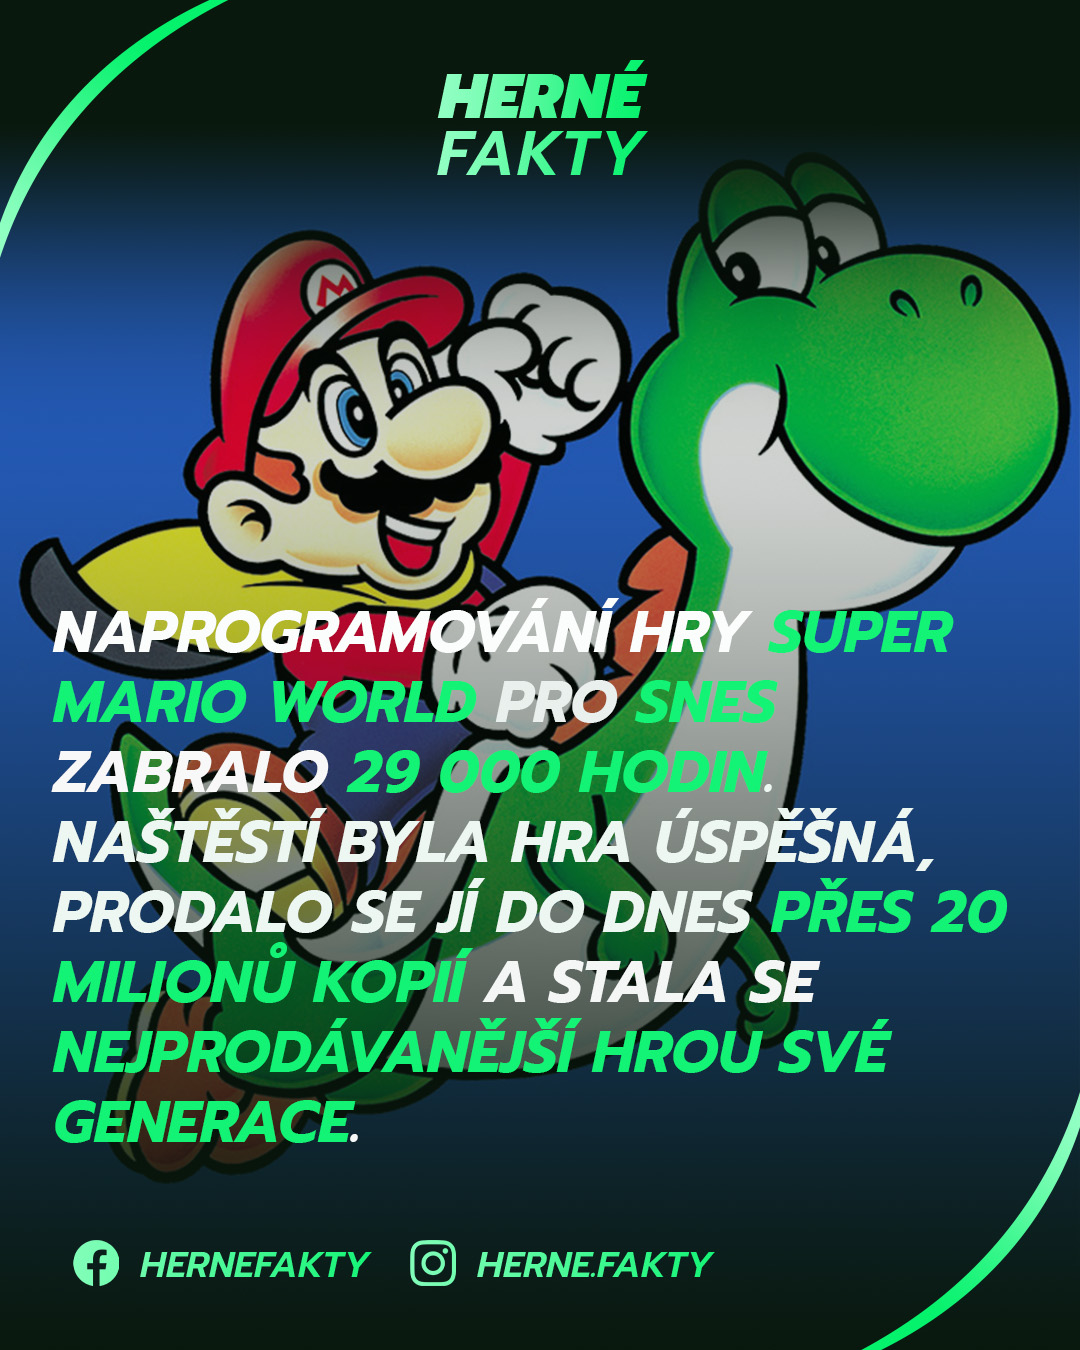 HERNÉ
FAKTY
M
NAPROGRAMOVÁNÍ HRY SUPER
MARIO WORLD PRO SNES
ZABRALO 29 000 HODIN.
NAŠTĚSTÍ BYLA HRA ÚSPĚŠNÁ,
PRODALO SE JÍ DO DNES PŘES 20
MILIONŮ KOPIÍ A STALA SE
NEJPRODÁVANĚJŠÍ HROU SVÉ
GENERACE.
HERNEFAKTY HERNE.FAKTY